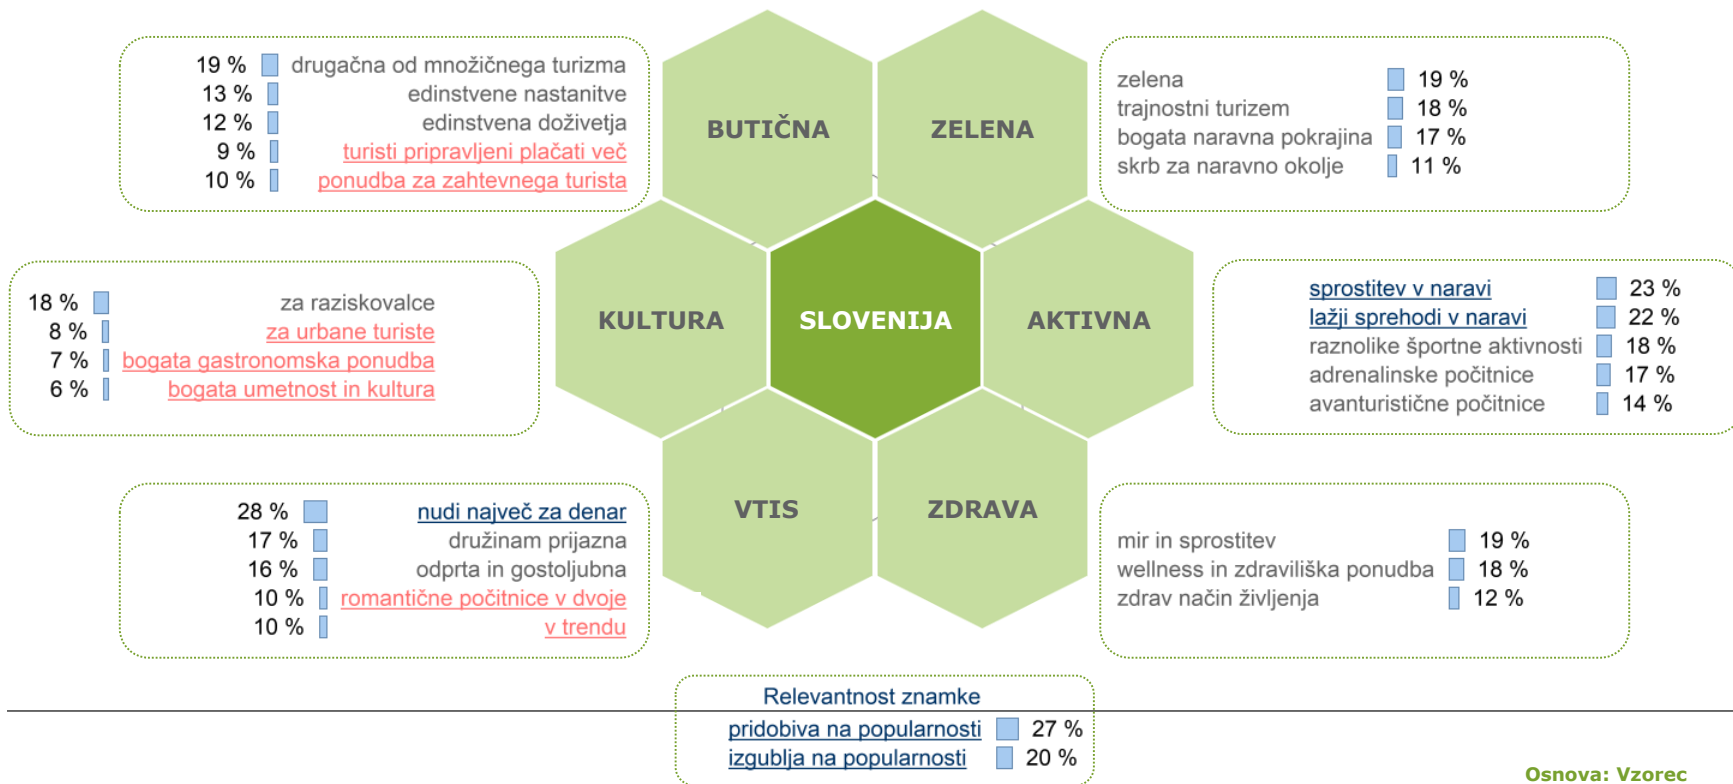 19 % drugačna od množičnega turizma
13 % edinstvene nastanitve
12 % edinstvena doživetja
9 % turisti pripravljeni plačati več
10 % ponudba za zahtevnega turista
BUTIČNA
ZELENA
zelena 19 %
trajnostni turizem 18 %
bogata naravna pokrajina 17 %
skrb za naravno okolje 11 %
18 % za raziskovalce
8 % za urbane turiste
7 % bogata gastronomska ponudba
6 % bogata umetnost in kultura
KULTURA
SLOVENIJA
AKTIVNA
sprostitev v naravi 23 %
lažji sprehodi v naravi 22 %
raznolike športne aktivnosti 18 %
adrenalinske počitnice 17 %
avanturistične počitnice 14 %
28 % nudi največ za denar
17 % družinam prijazna
16 % odprta in gostoljubna
10 % romantične počitnice v dvoje
10 % v trendu
VTIS
ZDRAVA
mir in sprostitev 19 %
wellness in zdraviliška ponudba 18 %
zdrav način življenja 12 %
Relevantnost znamke
pridobiva na popularnosti 27 %
izgublja na popularnosti 20 %
Osnova: Vzorec